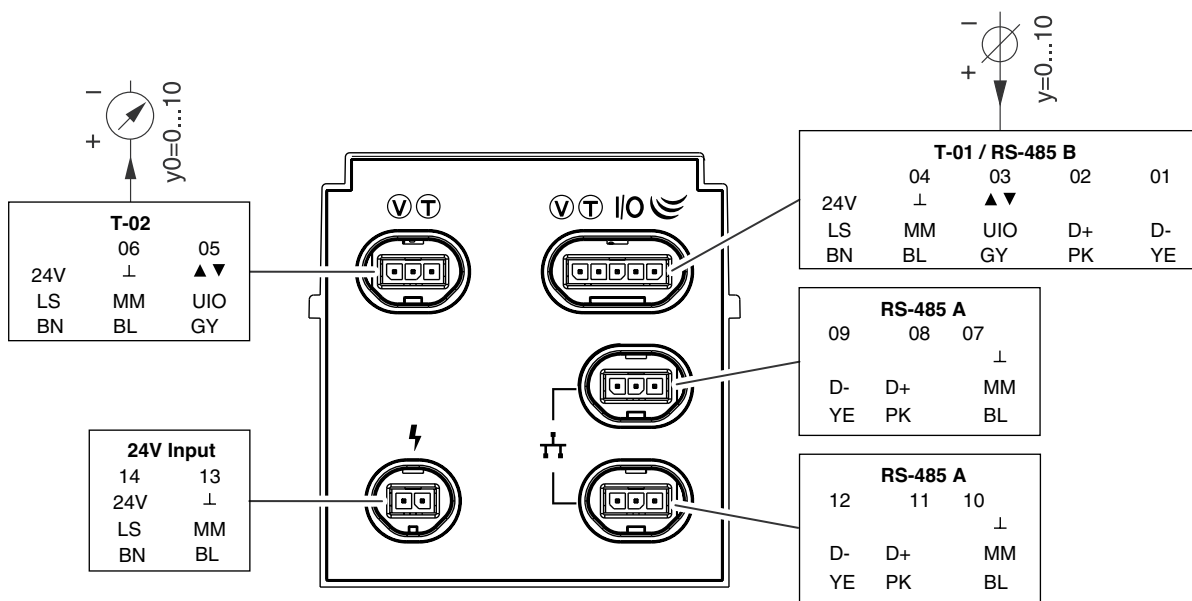 − +
y0=0...10
− +
y=0...10
T-02
06 05
24V ⊥ ▲▼
LS MM UIO
BN BL GY
V T
V T I/O
T-01 / RS-485 B
04 03 02 01
24V ⊥ ▲▼
LS MM UIO D+ D-
BN BL GY PK YE
RS-485 A
09 08 07
⊥
D- D+ MM
YE PK BL
24V Input
14 13
24V ⊥
LS MM
BN BL
RS-485 A
12 11 10
⊥
D- D+ MM
YE PK BL